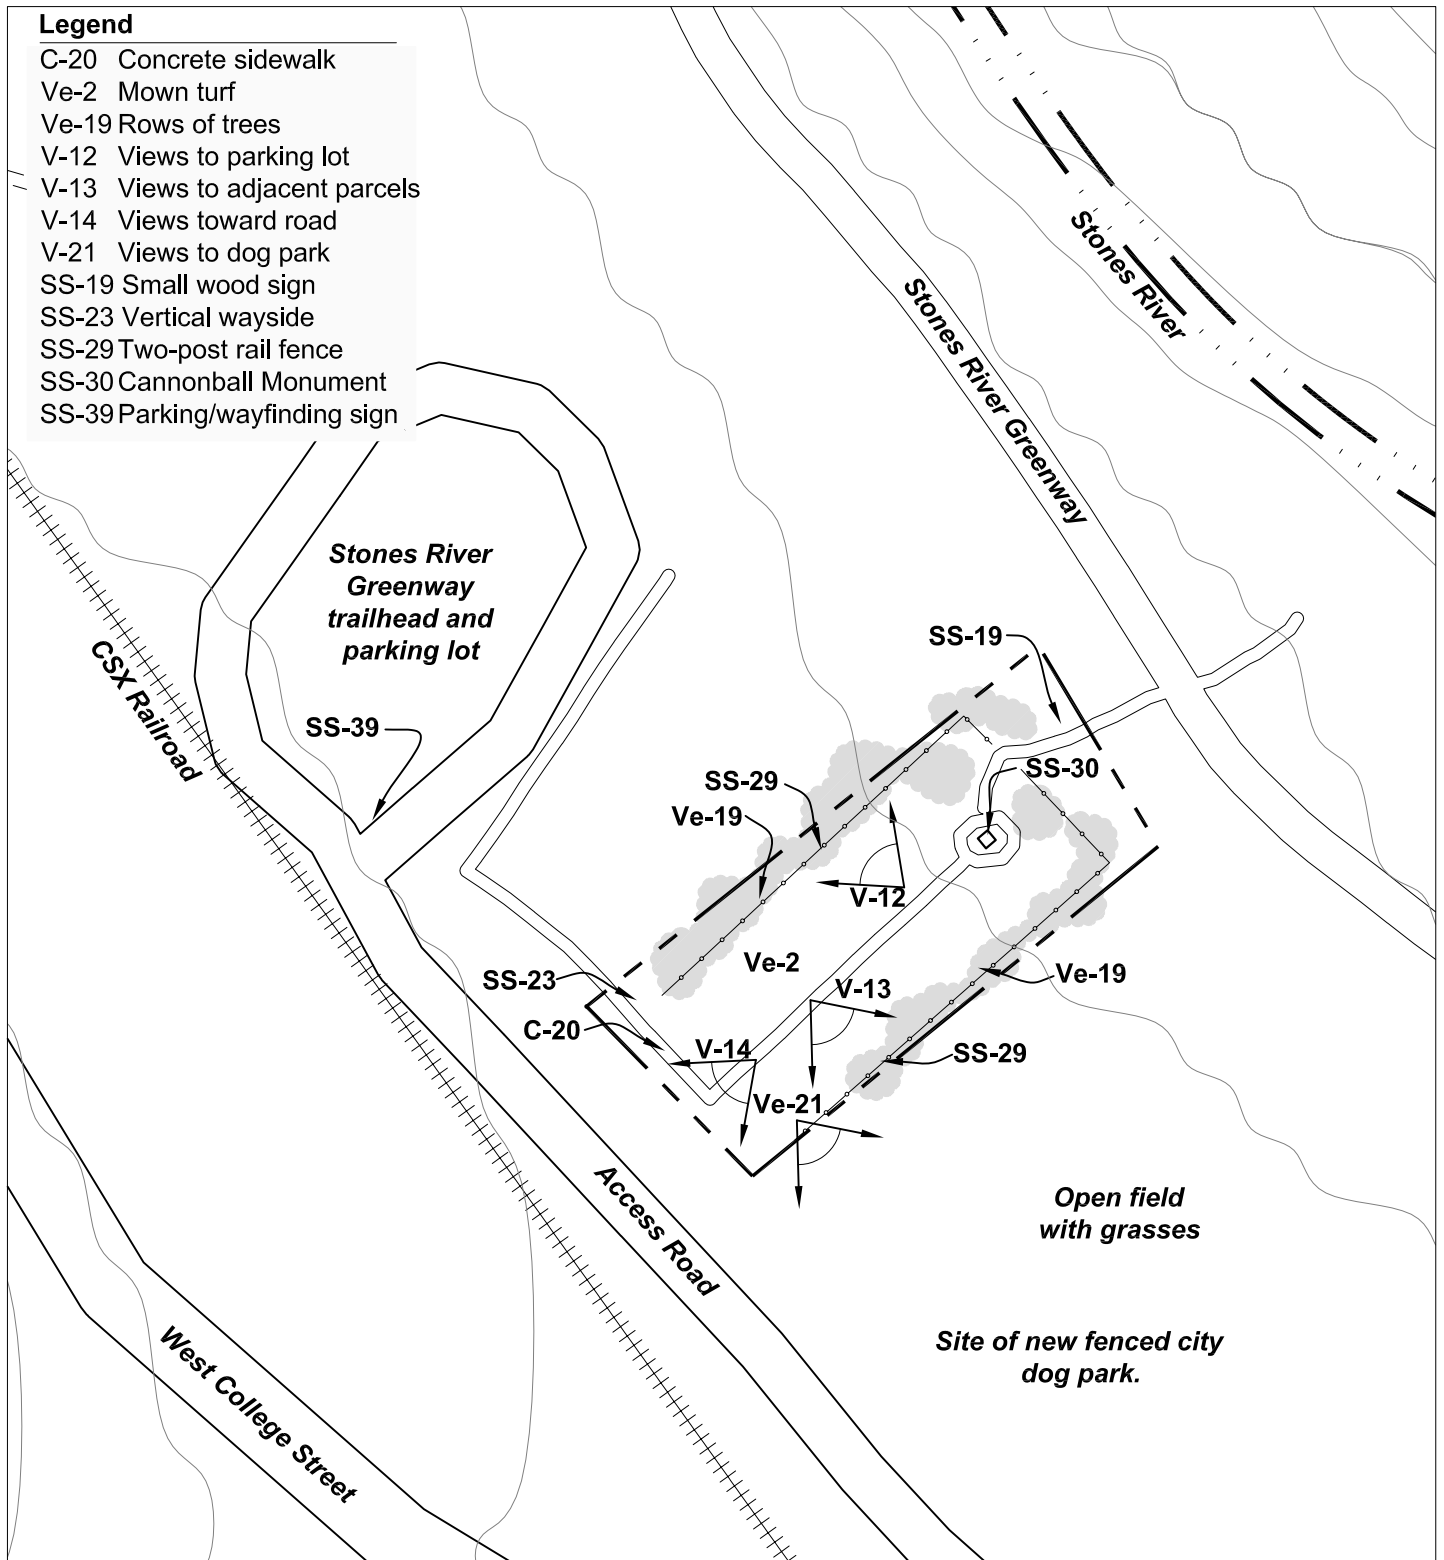 Legend
C-20 Concrete sidewalk
Ve-2 Mown turf
Ve-19 Rows of trees
V-12 Views to parking lot
V-13 Views to adjacent parcels
V-14 Views toward road
V-21 Views to dog park
SS-19 Small wood sign
SS-23 Vertical wayside
SS-29 Two-post rail fence
SS-30 Cannonball Monument
SS-39 Parking/wayfinding sign
Stones River
Stones River Greenway
Stones River
Greenway
trailhead and
parking lot
CSX Railroad
SS-39
SS-19
SS-30
SS-29
Ve-19
V-12
Ve-2
SS-23
V-13
Ve-19
C-20
V-14
SS-29
Ve-21
Access Road
Open field
with grasses
West College Street
Site of new fenced city
dog park.